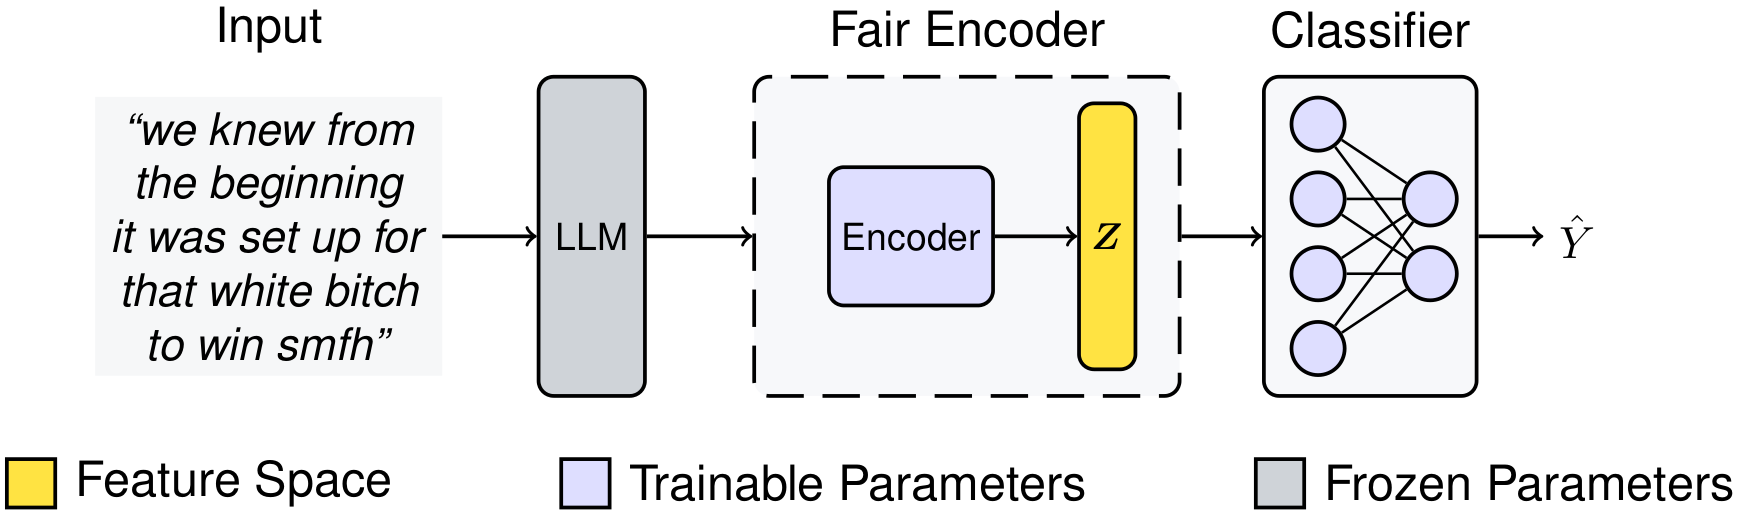 Input
Fair Encoder
Classifier
“we knew from
the beginning
it was set up for
that white bitch
to win smfh”
LLM
Encoder
z
Ŷ
Feature Space
Trainable Parameters
Frozen Parameters